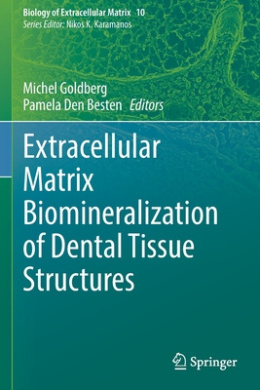 Biology of Extracellular Matrix 10
Series Editor: Nikos K. Karamanos
Michel Goldberg
Pamela Den Besten Editors
Extracellular
Matrix
Biomineralization
of Dental Tissue
Structures
Springer